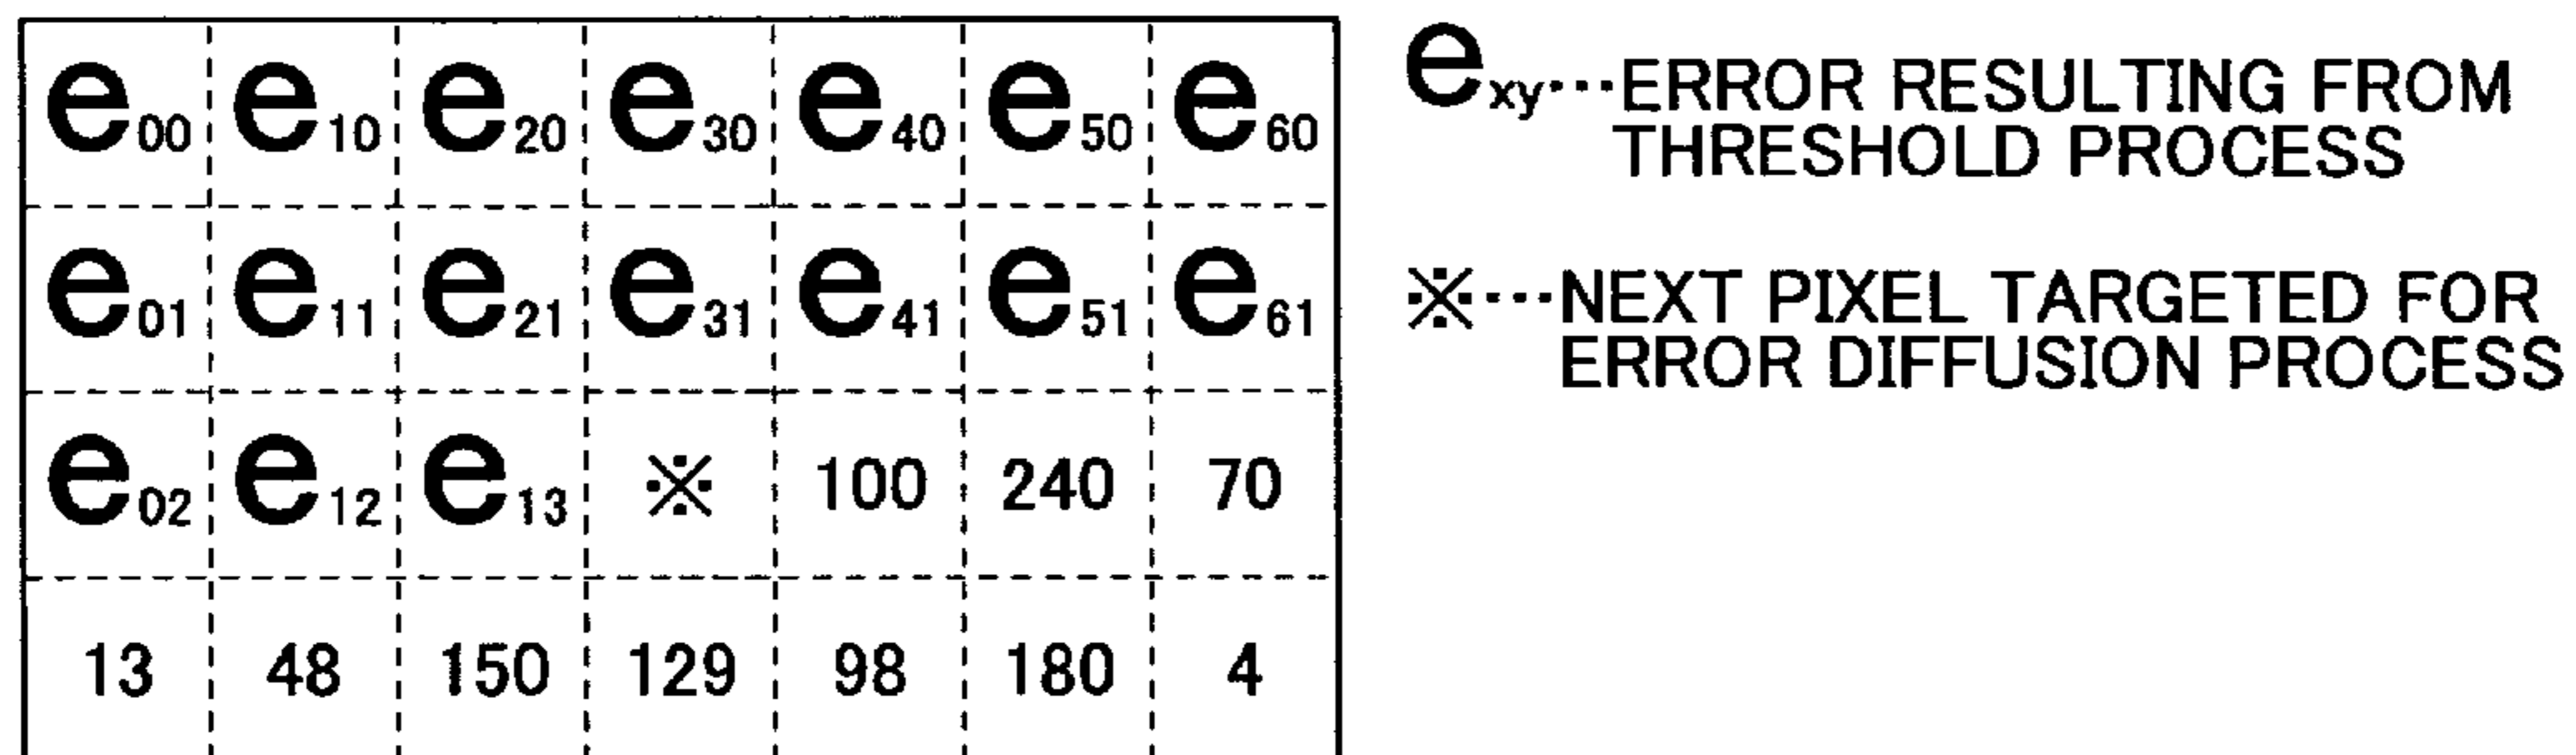 e00 e10 e20 e30 e40 e50 e60
e01 e11 e21 e31 e41 e51 e61
e02 e12 e13 ※ 100 240 70
13 48 150 129 98 180 4
exy···ERROR RESULTING FROM
THRESHOLD PROCESS
※···NEXT PIXEL TARGETED FOR
ERROR DIFFUSION PROCESS